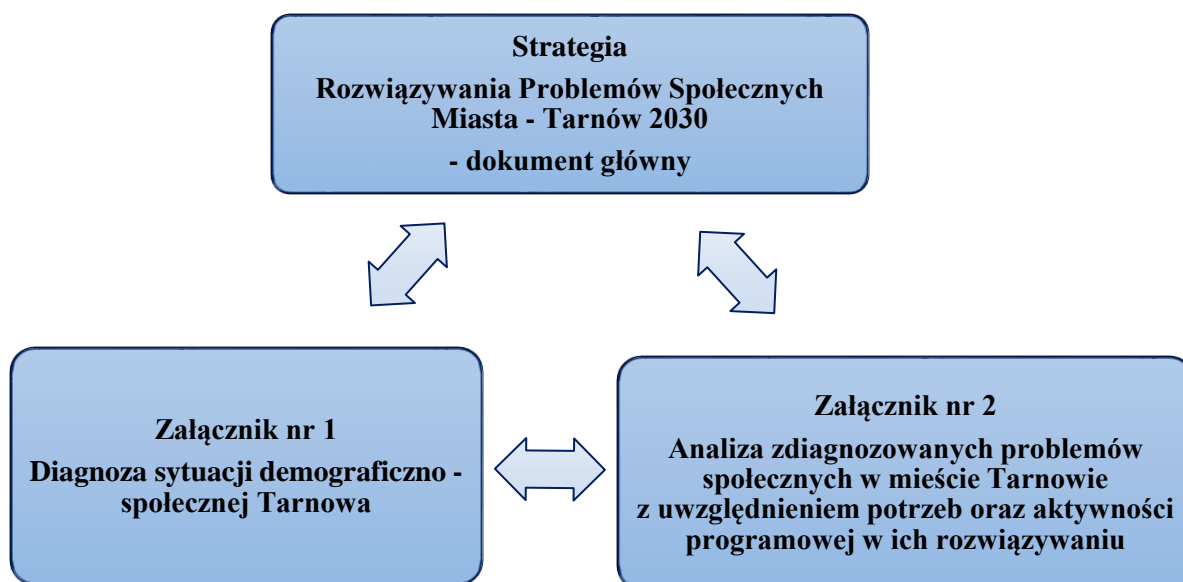 Strategia
Rozwiązywania Problemów Społecznych
Miasta - Tarnów 2030
- dokument główny
Załącznik nr 1
Diagnoza sytuacji demograficzno -
społecznej Tarnowa
Załącznik nr 2
Analiza zdiagnozowanych problemów
społecznych w mieście Tarnowie
z uwzględnieniem potrzeb oraz aktywności
programowej w ich rozwiązywaniu